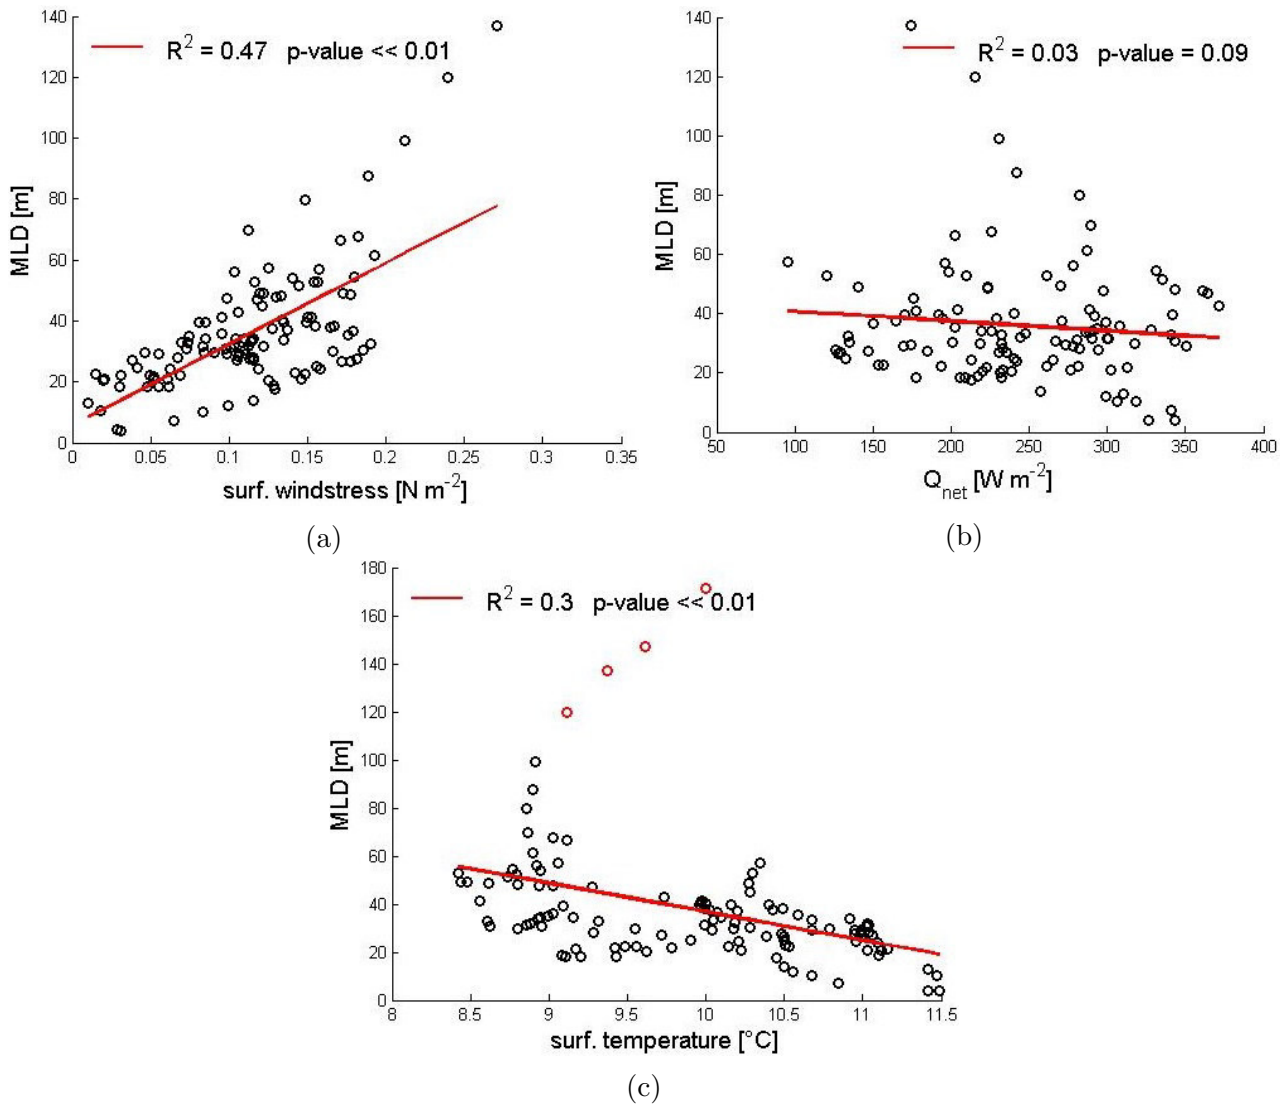 140
120
100
80
60
40
20
0
MLD [m]
R² = 0.47 p-value << 0.01
0 0.05 0.1 0.15 0.2 0.25 0.3 0.35
surf. windstress [N m⁻²]
(a)
140
120
100
80
60
40
20
0
MLD [m]
R² = 0.03 p-value = 0.09
50 100 150 200 250 300 350 400
Qnet [W m⁻²]
(b)
180
160
140
120
100
80
60
40
20
0
MLD [m]
R² = 0.3 p-value << 0.01
8 8.5 9 9.5 10 10.5 11 11.5
surf. temperature [°C]
(c)